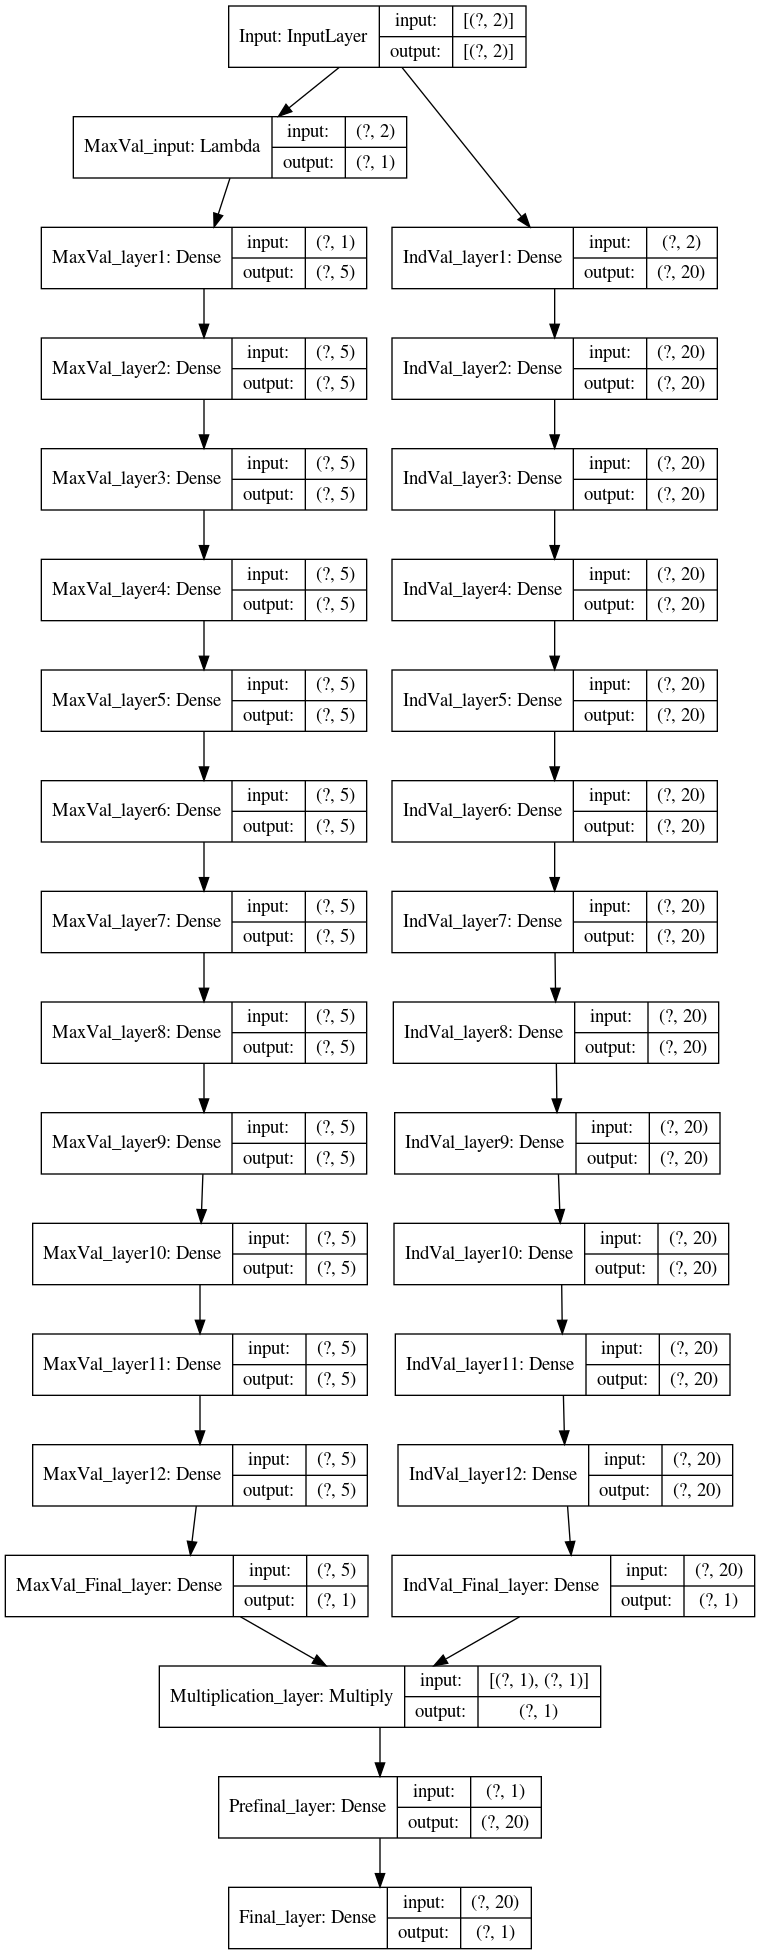 Input: InputLayer
input: [(?, 2)]
output: [(?, 2)]
MaxVal_input: Lambda
input: (?, 2)
output: (?, 1)
MaxVal_layer1: Dense
input: (?, 1)
output: (?, 5)
IndVal_layer1: Dense
input: (?, 2)
output: (?, 20)
MaxVal_layer2: Dense
input: (?, 5)
output: (?, 5)
IndVal_layer2: Dense
input: (?, 20)
output: (?, 20)
MaxVal_layer3: Dense
input: (?, 5)
output: (?, 5)
IndVal_layer3: Dense
input: (?, 20)
output: (?, 20)
MaxVal_layer4: Dense
input: (?, 5)
output: (?, 5)
IndVal_layer4: Dense
input: (?, 20)
output: (?, 20)
MaxVal_layer5: Dense
input: (?, 5)
output: (?, 5)
IndVal_layer5: Dense
input: (?, 20)
output: (?, 20)
MaxVal_layer6: Dense
input: (?, 5)
output: (?, 5)
IndVal_layer6: Dense
input: (?, 20)
output: (?, 20)
MaxVal_layer7: Dense
input: (?, 5)
output: (?, 5)
IndVal_layer7: Dense
input: (?, 20)
output: (?, 20)
MaxVal_layer8: Dense
input: (?, 5)
output: (?, 5)
IndVal_layer8: Dense
input: (?, 20)
output: (?, 20)
MaxVal_layer9: Dense
input: (?, 5)
output: (?, 5)
IndVal_layer9: Dense
input: (?, 20)
output: (?, 20)
MaxVal_layer10: Dense
input: (?, 5)
output: (?, 5)
IndVal_layer10: Dense
input: (?, 20)
output: (?, 20)
MaxVal_layer11: Dense
input: (?, 5)
output: (?, 5)
IndVal_layer11: Dense
input: (?, 20)
output: (?, 20)
MaxVal_layer12: Dense
input: (?, 5)
output: (?, 5)
IndVal_layer12: Dense
input: (?, 20)
output: (?, 20)
MaxVal_Final_layer: Dense
input: (?, 5)
output: (?, 1)
IndVal_Final_layer: Dense
input: (?, 20)
output: (?, 1)
Multiplication_layer: Multiply
input: [(?, 1), (?, 1)]
output: (?, 1)
Prefinal_layer: Dense
input: (?, 1)
output: (?, 20)
Final_layer: Dense
input: (?, 20)
output: (?, 1)